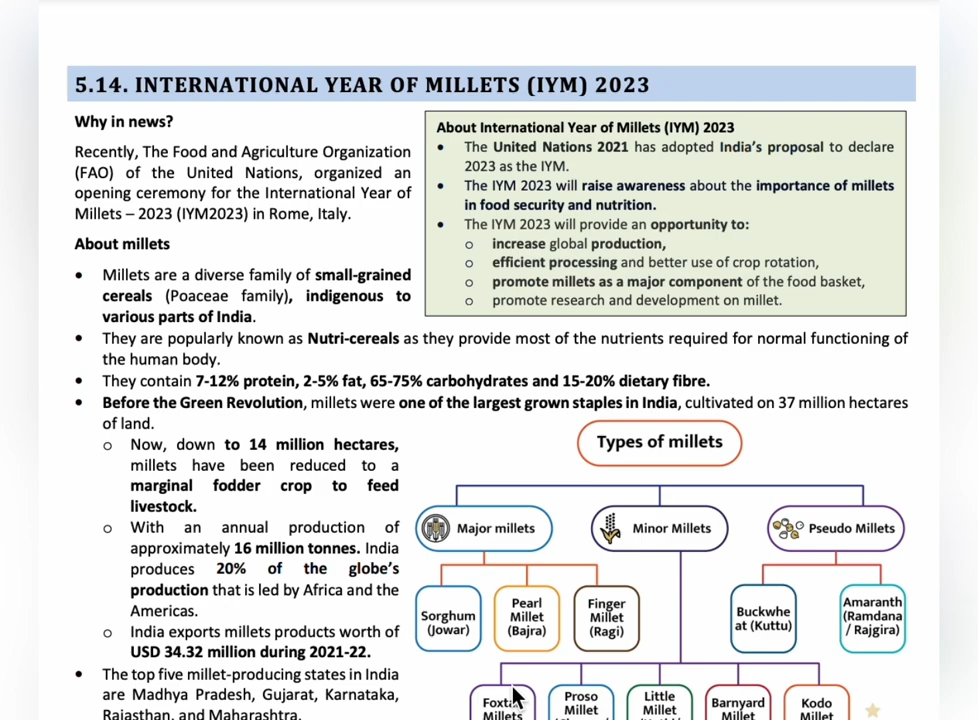 5.14. INTERNATIONAL YEAR OF MILLETS (IYM) 2023
Why in news?
Recently, The Food and Agriculture Organization
(FAO) of the United Nations, organized an
opening ceremony for the International Year of
Millets – 2023 (IYM2023) in Rome, Italy.
About International Year of Millets (IYM) 2023
• The United Nations 2021 has adopted India's proposal to declare
2023 as the IYM.
• The IYM 2023 will raise awareness about the importance of millets
in food security and nutrition.
• The IYM 2023 will provide an opportunity to:
o increase global production,
o efficient processing and better use of crop rotation,
o promote millets as a major component of the food basket,
o promote research and development on millet.
About millets
• Millets are a diverse family of small-grained
cereals (Poaceae family), indigenous to
various parts of India.
• They are popularly known as Nutri-cereals as they provide most of the nutrients required for normal functioning of
the human body.
• They contain 7-12% protein, 2-5% fat, 65-75% carbohydrates and 15-20% dietary fibre.
• Before the Green Revolution, millets were one of the largest grown staples in India, cultivated on 37 million hectares
of land.
o Now, down to 14 million hectares,
millets have been reduced to a
marginal fodder crop to feed
livestock.
o With an annual production of
approximately 16 million tonnes. India
produces 20% of the globe's
production that is led by Africa and the
Americas.
o India exports millets products worth of
USD 34.32 million during 2021-22.
• The top five millet-producing states in India
are Madhya Pradesh, Gujarat, Karnataka,
Rajasthan, and Maharashtra.
Types of millets
Major millets
Minor Millets
Pseudo Millets
Sorghum
(Jowar)
Pearl
Millet
(Bajra)
Finger
Millet
(Ragi)
Buckwhe
at (Kuttu)
Amaranth
(Ramdana
/ Rajgira)
Millets
Proso
Millet
Little
Millet
Barnyard
Millet
Kodo
Millet